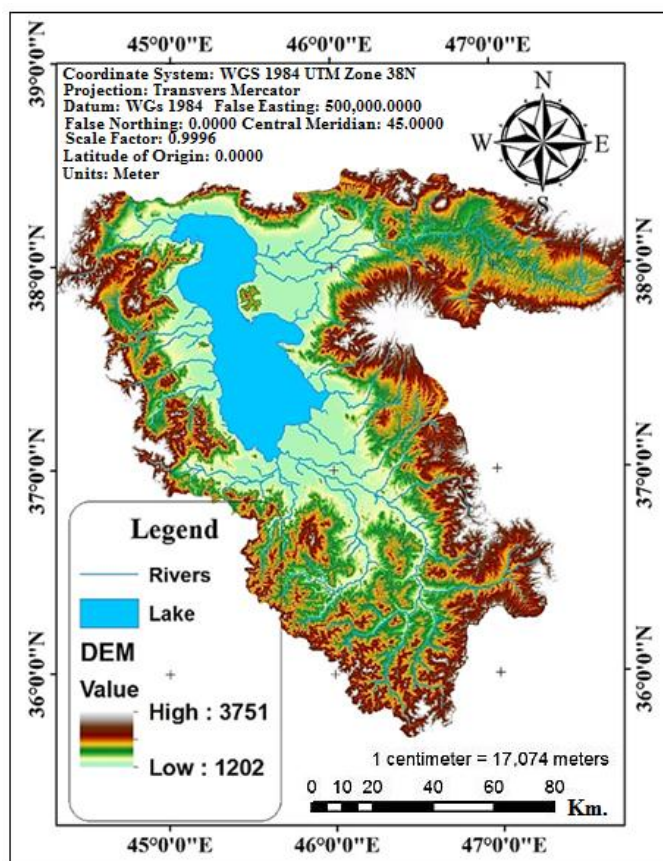 45°0'0"E 46°0'0"E 47°0'0"E
39°0'0"N
38°0'0"N
37°0'0"N
36°0'0"N
Coordinate System: WGS 1984 UTM Zone 38N
Projection: Transvers Mercator
Datum: WGs 1984 False Easting: 500,000.0000
False Northing: 0.0000 Central Meridian: 45.0000
Scale Factor: 0.9996
Latitude of Origin: 0.0000
Units: Meter
N
W E
S
39°0'0"N
38°0'0"N
37°0'0"N
36°0'0"N
Legend
Rivers
Lake
DEM
Value
High : 3751
Low : 1202
1 centimeter = 17,074 meters
0 10 20 40 60 80
Km.
45°0'0"E 46°0'0"E 47°0'0"E